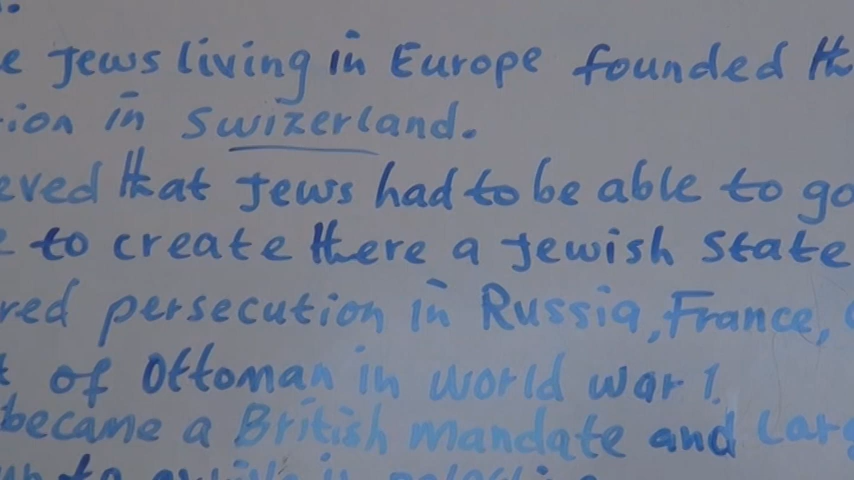 e Jews living in Europe founded th
ion in Swizerland.
eved that Jews had to be able to go
e to create there a Jewish State
red persecution in Russia, France,
t of Ottoman in World War 1.
became a British Mandate and Larg